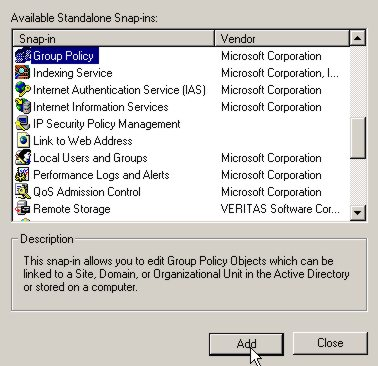 Available Standalone Snap-ins:
Snap-in Vendor
Group Policy Microsoft Corporation
Indexing Service Microsoft Corporation, I...
Internet Authentication Service (IAS) Microsoft Corporation
Internet Information Services Microsoft Corporation
IP Security Policy Management
Link to Web Address
Local Users and Groups Microsoft Corporation
Performance Logs and Alerts Microsoft Corporation
QoS Admission Control Microsoft Corporation
Remote Storage VERITAS Software Cor...
Description
This snap-in allows you to edit Group Policy Objects which can be
linked to a Site, Domain, or Organizational Unit in the Active Directory
or stored on a computer.
Add Close